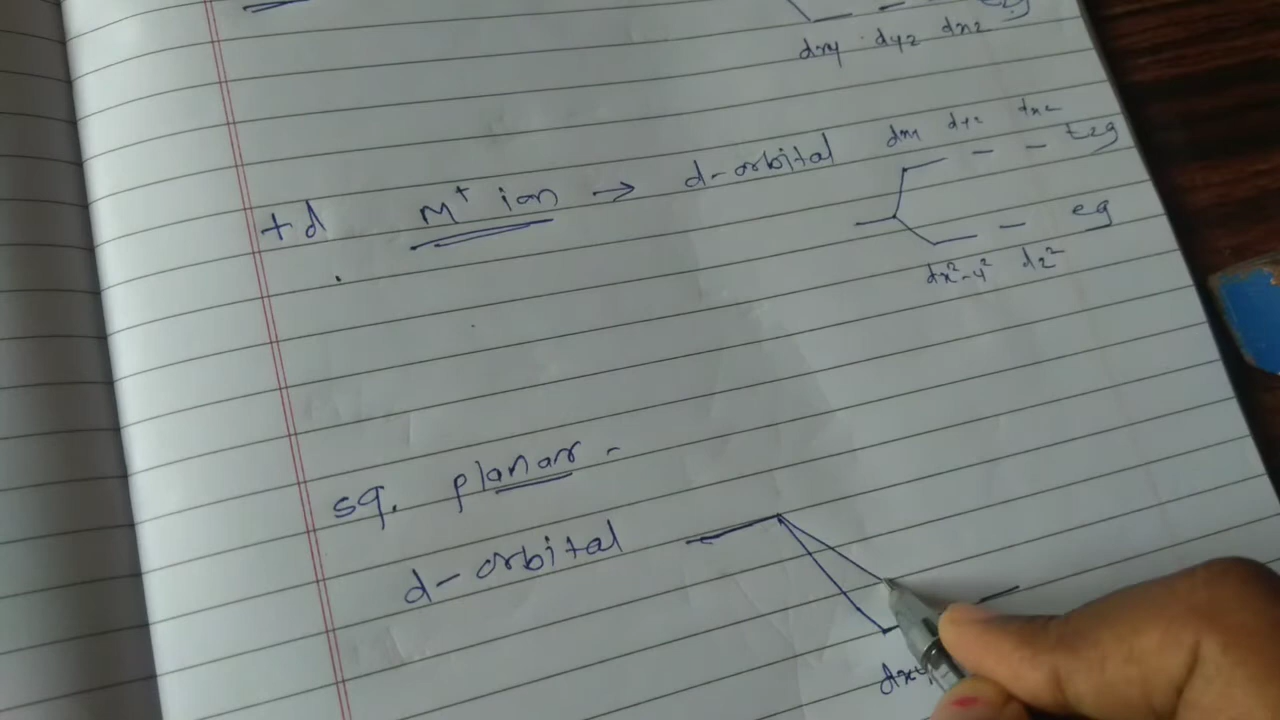 dxy dyz dxz
dxy dyz dxz
td M+ ion → d-orbital t2g
eg
dx²-y² dz²
sq. planar -
d-orbital